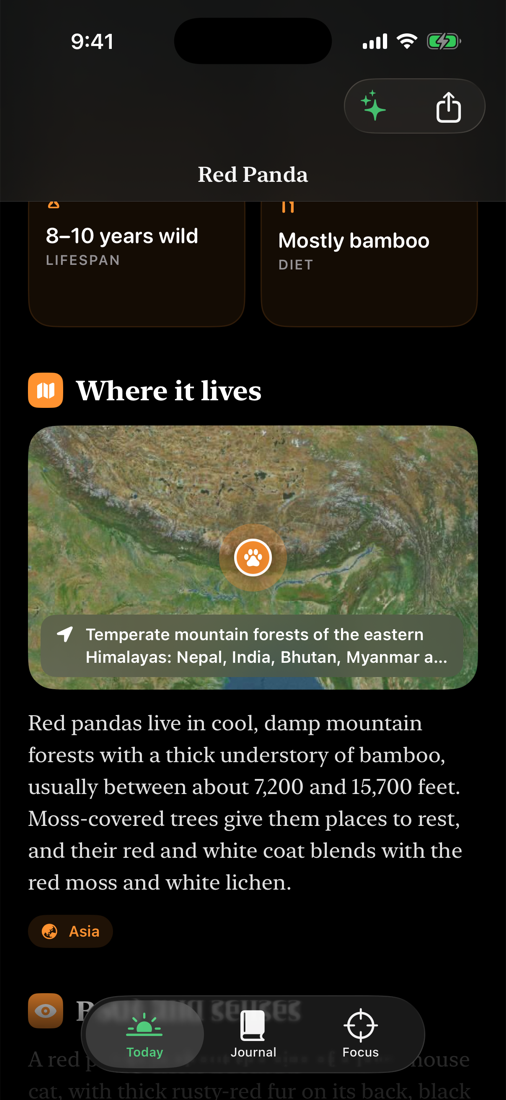 9:41
Red Panda
8–10 years wild
LIFESPAN
Mostly bamboo
DIET
Where it lives
Temperate mountain forests of the eastern
Himalayas: Nepal, India, Bhutan, Myanmar a...
Red pandas live in cool, damp mountain
forests with a thick understory of bamboo,
usually between about 7,200 and 15,700 feet.
Moss-covered trees give them places to rest,
and their red and white coat blends with the
red moss and white lichen.
Asia
and senses
Today
Journal
Focus
A red
house
cat, with thick rusty-red fur on its back, black